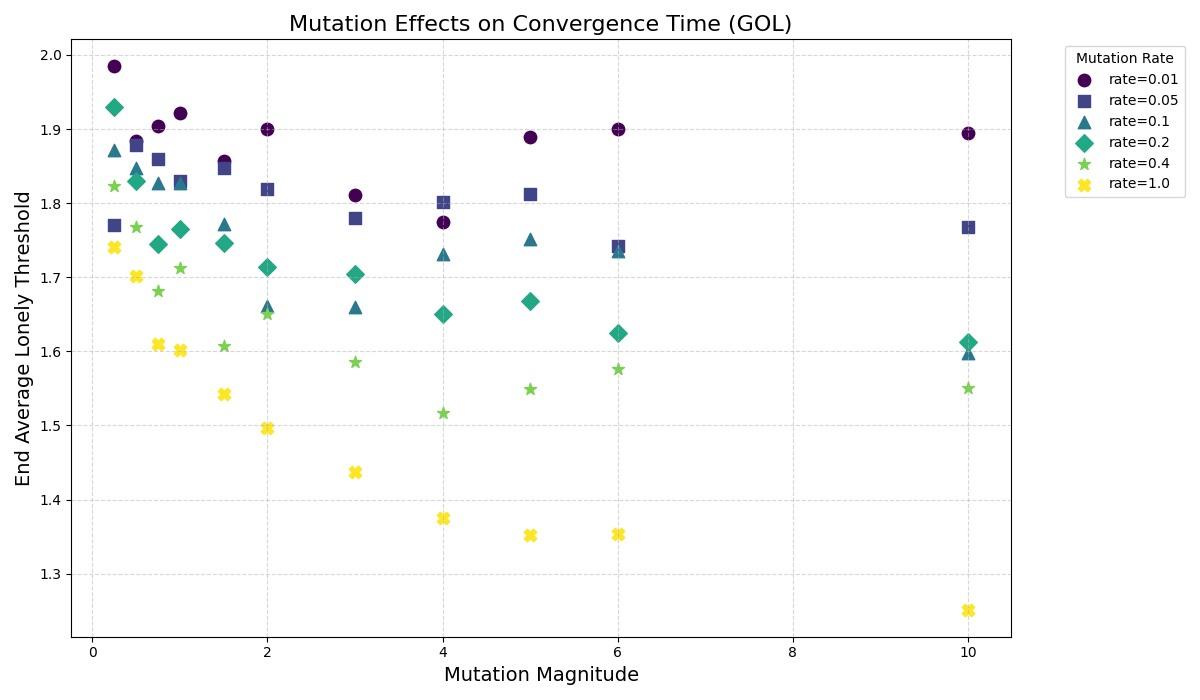 Mutation Effects on Convergence Time (GOL)
End Average Lonely Threshold
2.0
1.9
1.8
1.7
1.6
1.5
1.4
1.3
0
2
4
6
8
10
Mutation Magnitude
Mutation Rate
rate=0.01
rate=0.05
rate=0.1
rate=0.2
rate=0.4
rate=1.0